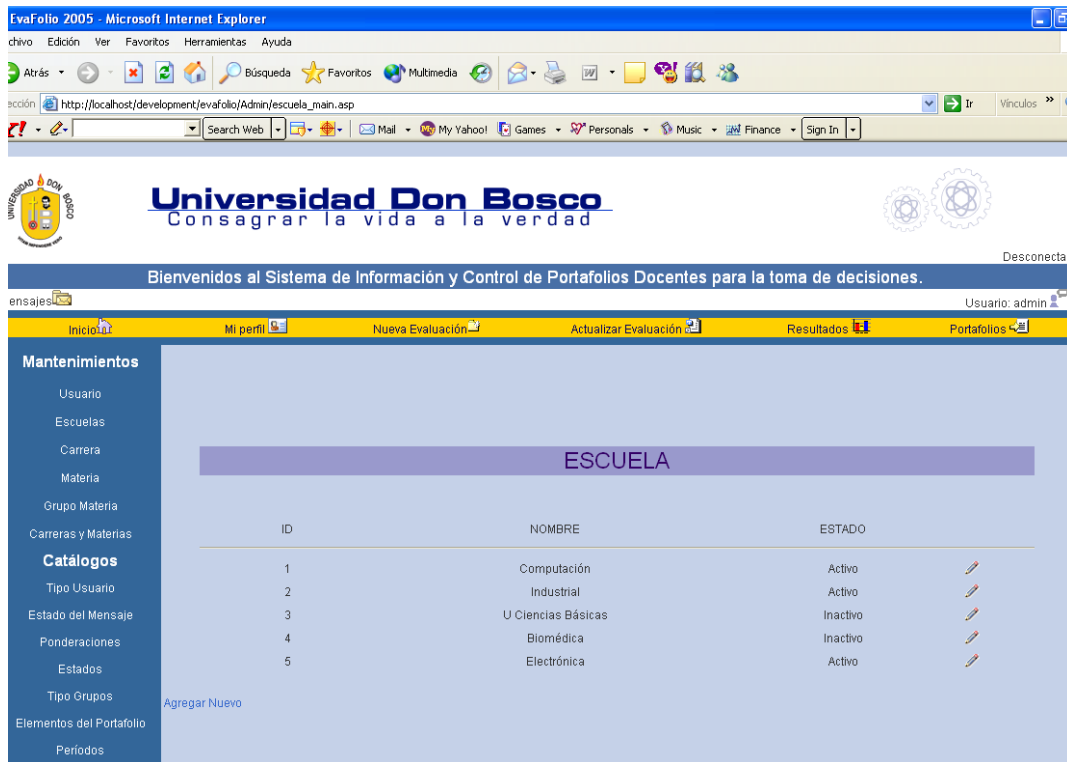 EvaFolio 2005 - Microsoft Internet Explorer
chivo Edición Ver Favoritos Herramientas Ayuda
Atrás Búsqueda Favoritos Multimedia
ección http://localhost/development/evafolio/Admin/escuela_main.asp Ir Vínculos »
Y! Search Web Mail My Yahoo! Games Personals Music Finance Sign In
UNIVERSIDAD DON BOSCO
Universidad Don Bosco
Consagrar la vida a la verdad
Desconecta
Bienvenidos al Sistema de Información y Control de Portafolios Docentes para la toma de decisiones.
ensajes Usuario: admin
Inicio Mi perfil Nueva Evaluación Actualizar Evaluación Resultados Portafolios
Mantenimientos
Usuario
Escuelas
Carrera
Materia
Grupo Materia
Carreras y Materias
Catálogos
Tipo Usuario
Estado del Mensaje
Ponderaciones
Estados
Tipo Grupos
Elementos del Portafolio
Períodos
ESCUELA
ID NOMBRE ESTADO
1 Computación Activo
2 Industrial Activo
3 U Ciencias Básicas Inactivo
4 Biomédica Inactivo
5 Electrónica Activo
Agregar Nuevo